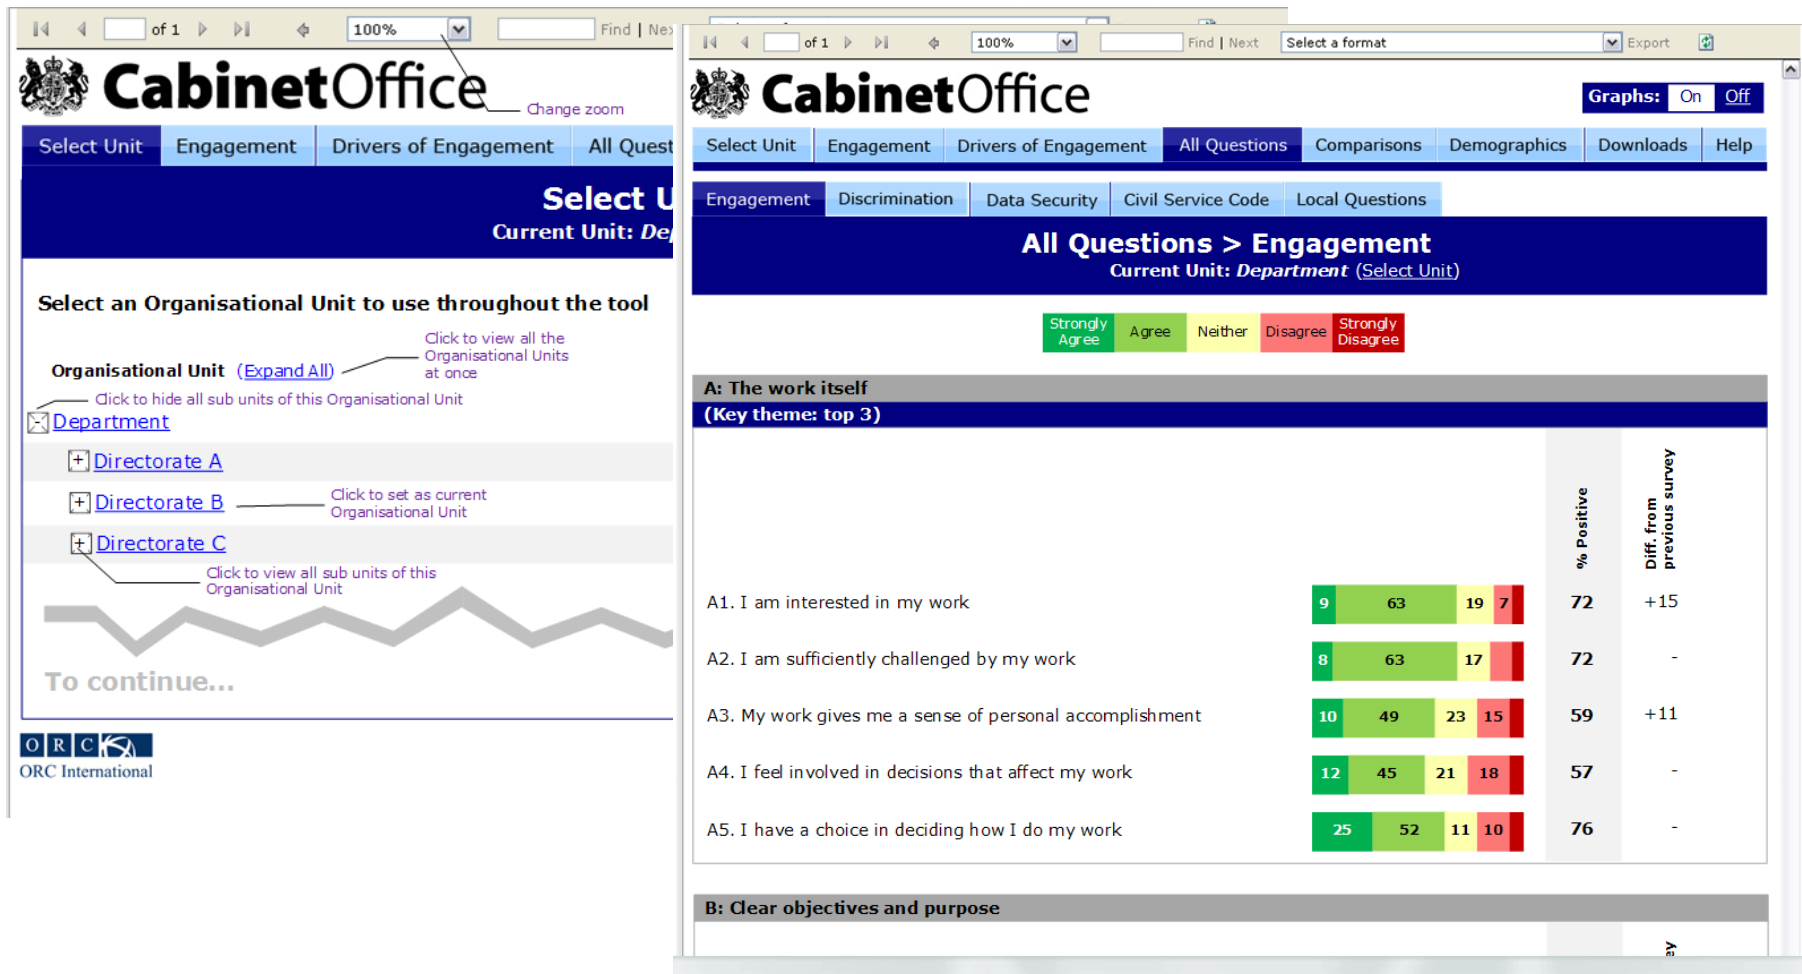 of 1
100%
Find | Nex
CabinetOffice
Change zoom
Select Unit
Engagement
Drivers of Engagement
All Quest
Select U
Current Unit: Dep
Select an Organisational Unit to use throughout the tool
Click to view all the
Organisational Units
at once
Organisational Unit (Expand All)
Click to hide all sub units of this Organisational Unit
- Department
+ Directorate A
+ Directorate B
Click to set as current
Organisational Unit
+ Directorate C
Click to view all sub units of this
Organisational Unit
To continue...
ORC
ORC International
of 1
100%
Find | Next
Select a format
Export
CabinetOffice
Graphs: On Off
Select Unit
Engagement
Drivers of Engagement
All Questions
Comparisons
Demographics
Downloads
Help
Engagement
Discrimination
Data Security
Civil Service Code
Local Questions
All Questions > Engagement
Current Unit: Department (Select Unit)
Strongly
Agree
Agree
Neither
Disagree
Strongly
Disagree
A: The work itself
(Key theme: top 3)
% Positive
Diff. from
previous survey
A1. I am interested in my work 9 63 19 7 72 +15
A2. I am sufficiently challenged by my work 8 63 17 72 -
A3. My work gives me a sense of personal accomplishment 10 49 23 15 59 +11
A4. I feel involved in decisions that affect my work 12 45 21 18 57 -
A5. I have a choice in deciding how I do my work 25 52 11 10 76 -
B: Clear objectives and purpose
ey